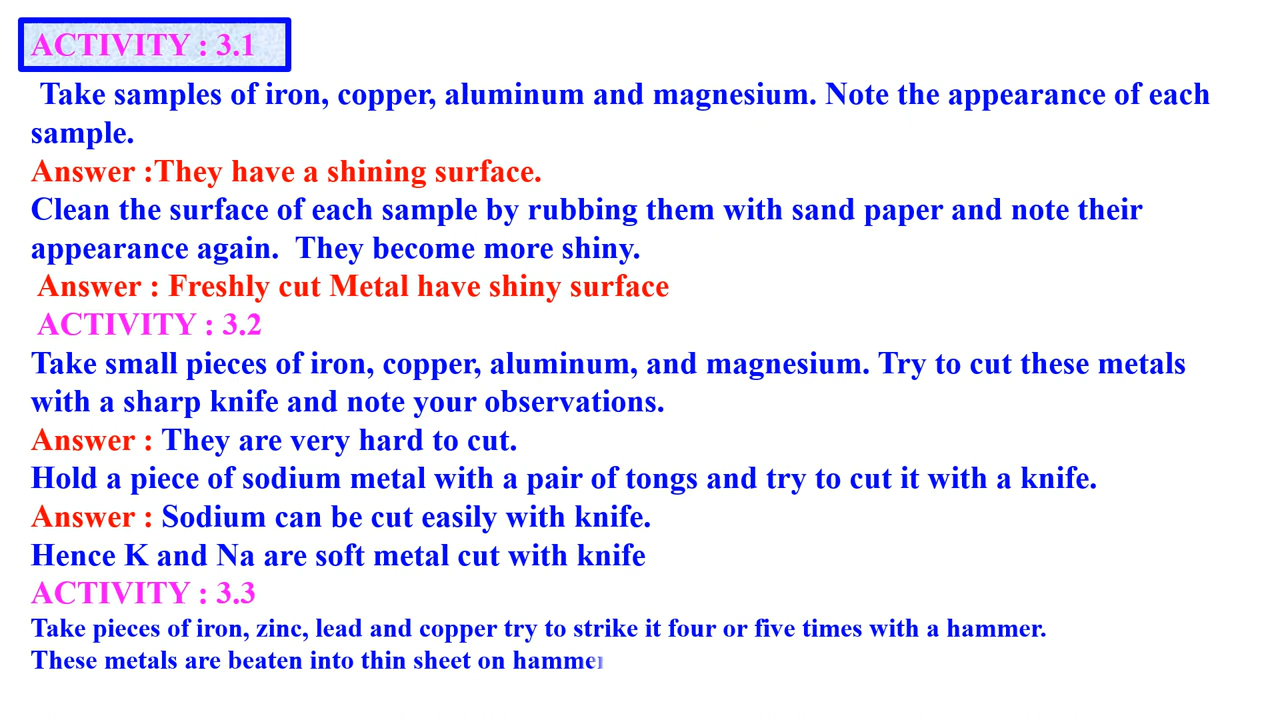 ACTIVITY : 3.1
Take samples of iron, copper, aluminum and magnesium. Note the appearance of each
sample.
Answer :They have a shining surface.
Clean the surface of each sample by rubbing them with sand paper and note their
appearance again.  They become more shiny.
Answer : Freshly cut Metal have shiny surface
ACTIVITY : 3.2
Take small pieces of iron, copper, aluminum, and magnesium. Try to cut these metals
with a sharp knife and note your observations.
Answer : They are very hard to cut.
Hold a piece of sodium metal with a pair of tongs and try to cut it with a knife.
Answer : Sodium can be cut easily with knife.
Hence K and Na are soft metal cut with knife
ACTIVITY : 3.3
Take pieces of iron, zinc, lead and copper try to strike it four or five times with a hammer.
These metals are beaten into thin sheet on